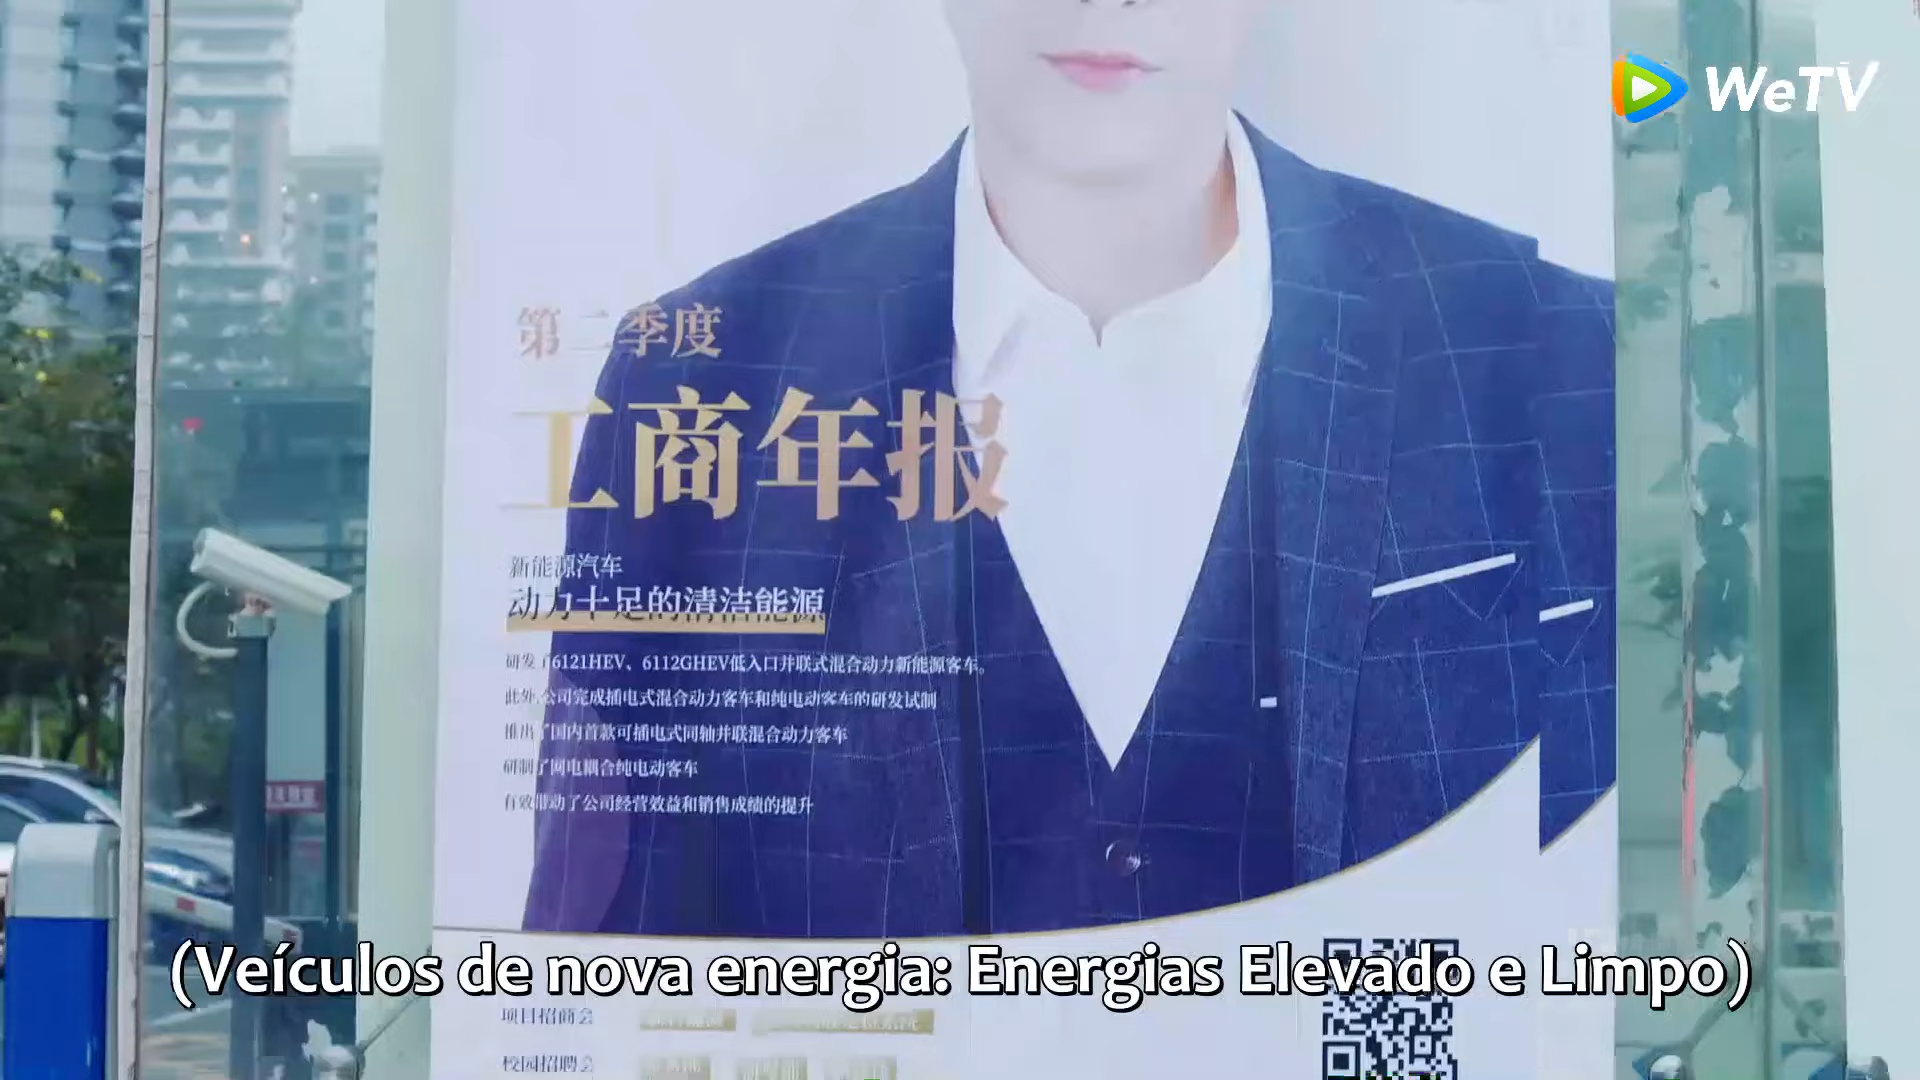 WeTV
第二季度
工商年报
新能源汽车
动力十足的清洁能源
研发了6121HEV、6112GHEV低入口并联式混合动力新能源客车。
此外,公司完成插电式混合动力客车和纯电动客车的研发试制
推出了国内首款可插电式同轴并联混合动力客车
研制了网电耦合纯电动客车
有效带动了公司经营效益和销售成绩的提升
(Veículos de nova energia: Energias Elevado e Limpo)
项目招商会
校园招聘会